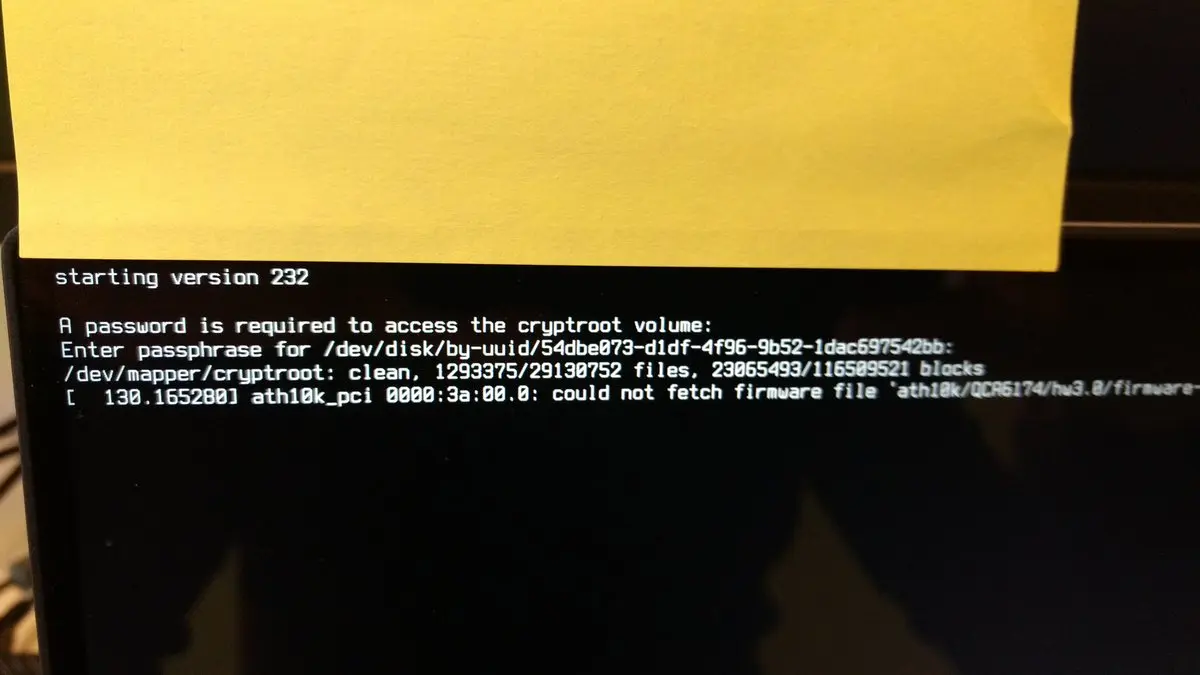 starting version 232
A password is required to access the cryptroot volume:
Enter passphrase for /dev/disk/by-uuid/54dbe073-d1df-4f96-9b52-1dac697542bb:
/dev/mapper/cryptroot: clean, 1293375/29130752 files, 23065493/116509521 blocks
[ 130.165280] ath10k_pci 0000:3a:00.0: could not fetch firmware file 'ath10k/QCA6174/hw3.0/firmware-